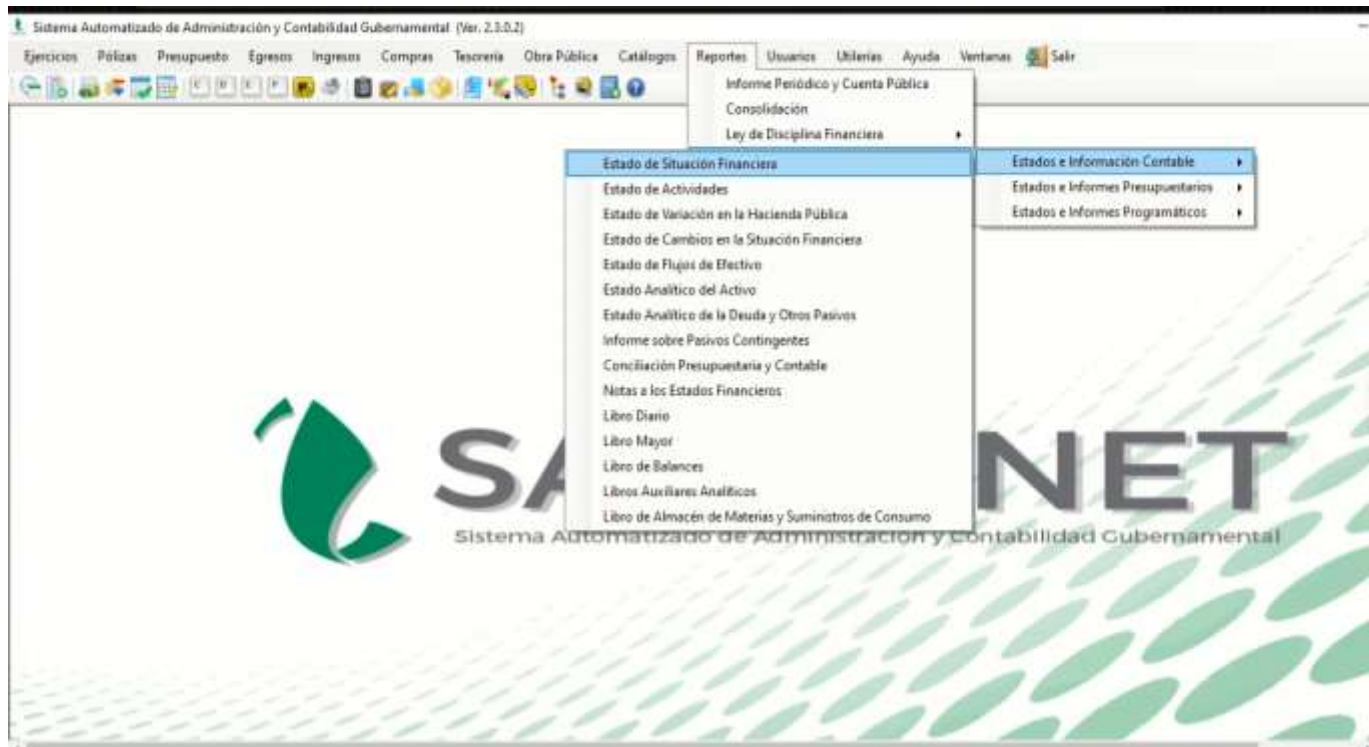 Sistema Automatizado de Administración y Contabilidad Gubernamental (Ver. 2.3.0.2)
Ejercicios Pólizas Presupuesto Egresos Ingresos Compras Tesorería Obra Pública Catálogos Reportes Usuarios Utilerias Ayuda Ventanas Salir
Informe Periódico y Cuenta Pública
Consolidación
Ley de Disciplina Financiera
Estados e Información Contable
Estados e Informes Presupuestarios
Estados e Informes Programáticos
Estado de Situación Financiera
Estado de Actividades
Estado de Variación en la Hacienda Pública
Estado de Cambios en la Situación Financiera
Estado de Flujos de Efectivo
Estado Analítico del Activo
Estado Analítico de la Deuda y Otros Pasivos
Informe sobre Pasivos Contingentes
Conciliación Presupuestaria y Contable
Notas a los Estados Financieros
Libro Diario
Libro Mayor
Libro de Balances
Libros Auxiliares Analíticos
Libro de Almacén de Materias y Suministros de Consumo
SA NET
Sistema Automatizado de Administración y Contabilidad Gubernamental